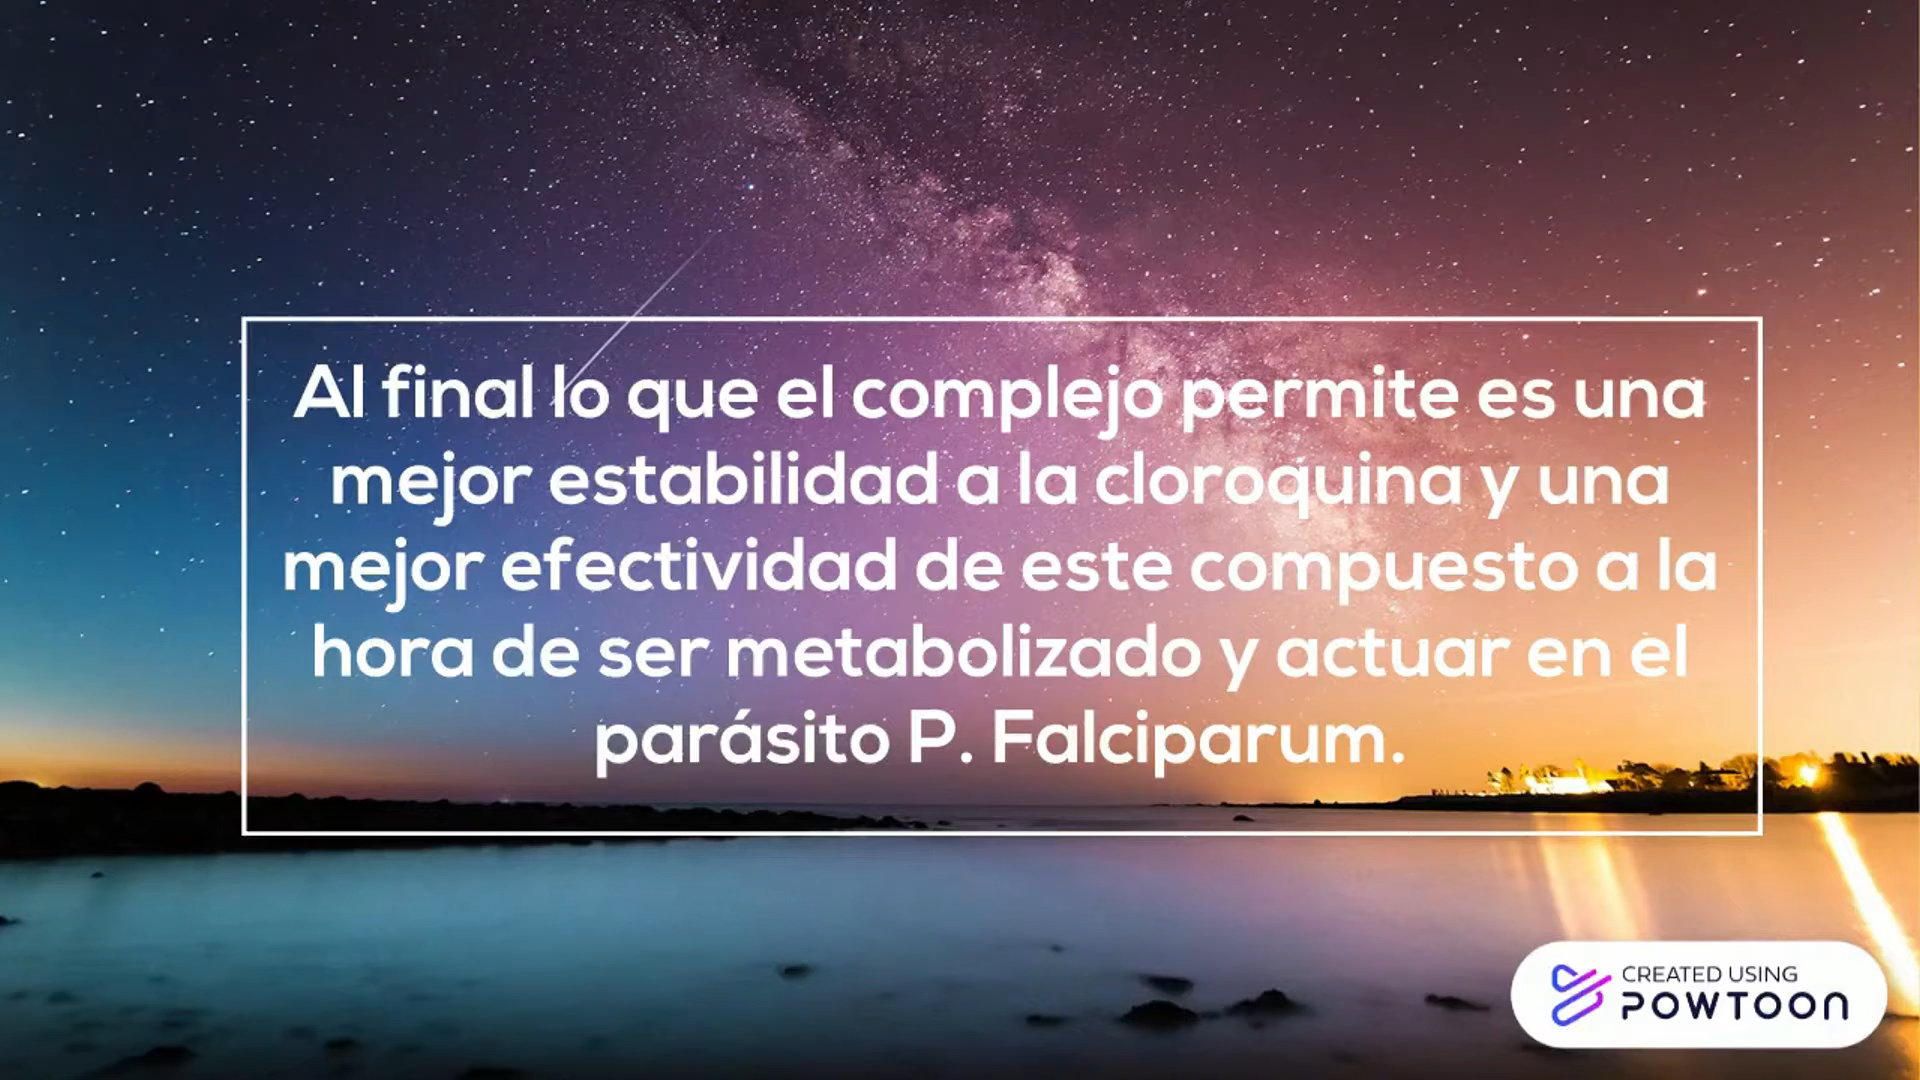 Al final lo que el complejo permite es una
mejor estabilidad a la cloroquina y una
mejor efectividad de este compuesto a la
hora de ser metabolizado y actuar en el
parásito P. Falciparum.
CREATED USING
POWTOON